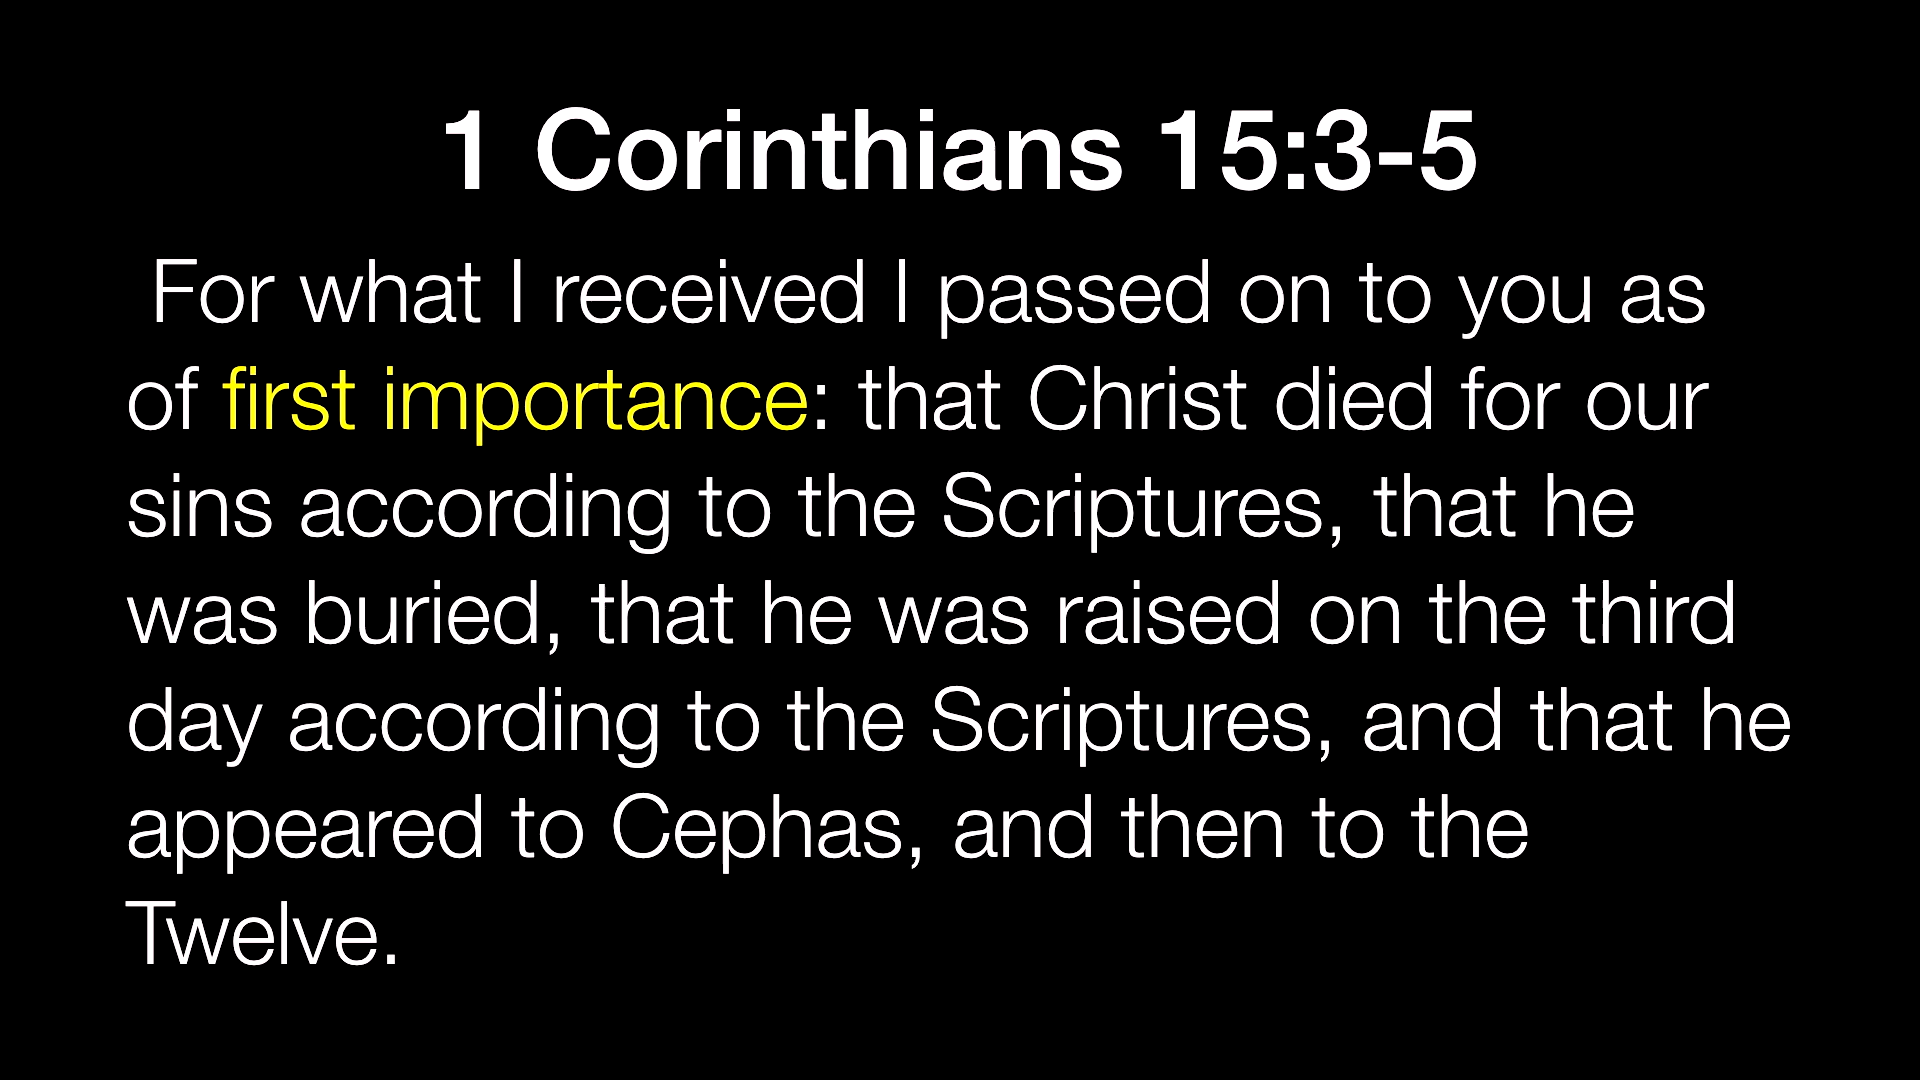 1 Corinthians 15:3-5
For what I received I passed on to you as
of first importance: that Christ died for our
sins according to the Scriptures, that he
was buried, that he was raised on the third
day according to the Scriptures, and that he
appeared to Cephas, and then to the
Twelve.